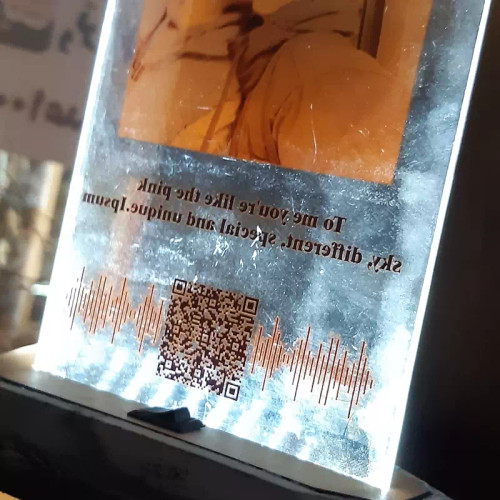 To me you're like the pink
sky, different, special and unique.Ipsum